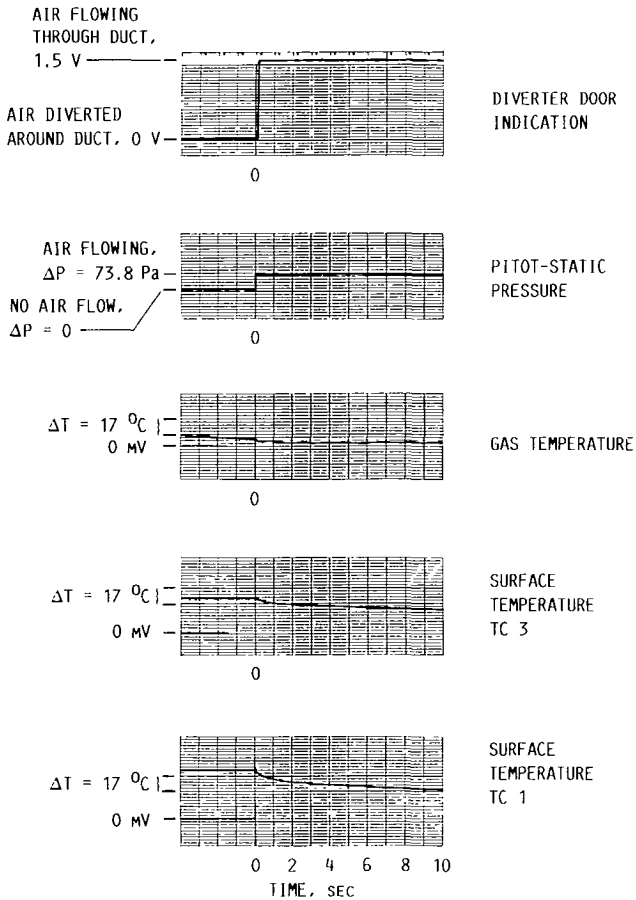 AIR FLOWING
THROUGH DUCT,
1.5 V
AIR DIVERTED
AROUND DUCT, 0 V
0
DIVERTER DOOR
INDICATION
AIR FLOWING,
ΔP = 73.8 Pa
NO AIR FLOW,
ΔP = 0
0
PITOT-STATIC
PRESSURE
ΔT = 17 °C
0 MV
0
GAS TEMPERATURE
ΔT = 17 °C
0 MV
0
SURFACE
TEMPERATURE
TC 3
ΔT = 17 °C
0 MV
0 2 4 6 8 10
TIME, SEC
SURFACE
TEMPERATURE
TC 1